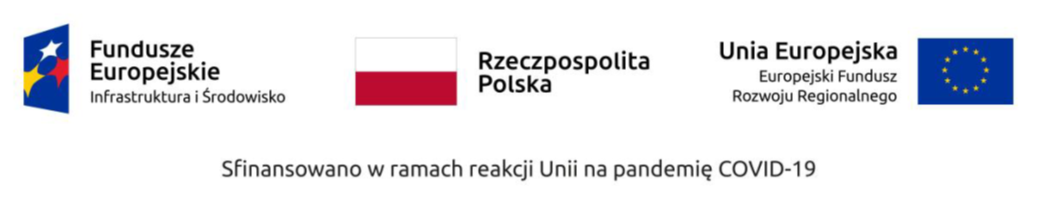 Fundusze
Europejskie
Infrastruktura i Środowisko
Rzeczpospolita
Polska
Unia Europejska
Europejski Fundusz
Rozwoju Regionalnego
Sfinansowano w ramach reakcji Unii na pandemię COVID-19